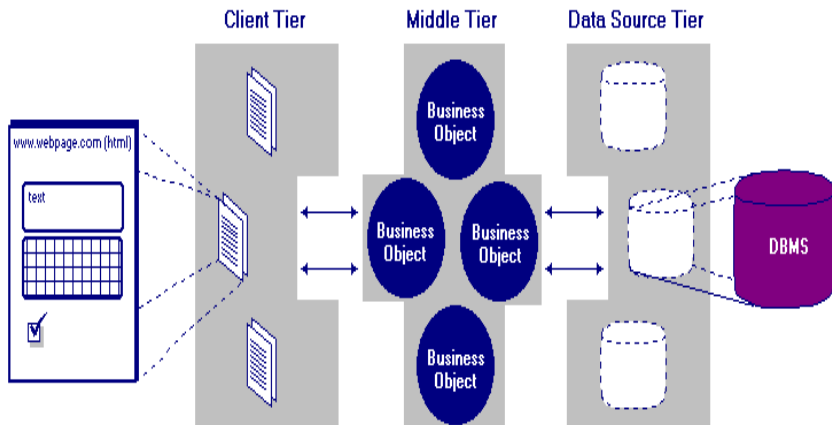 Client Tier
Middle Tier
Data Source Tier
www.webpage.com (html)
text
Business
Object
Business
Object
Business
Object
Business
Object
DBMS